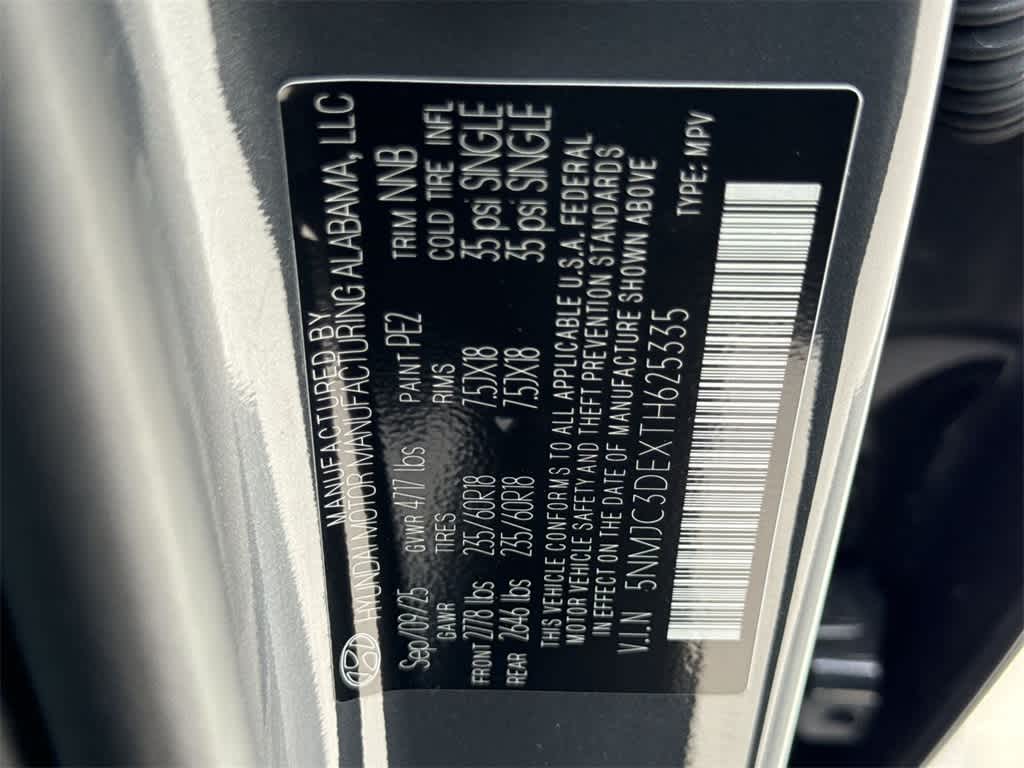 MANUFACTURED BY
HYUNDAI MOTOR MANUFACTURING ALABAMA, LLC
Sep/09/25 GVWR 4717 lbs PAINT PE2 TRIM NNB
GAWR TIRES RMS COLD TIRE INFL
FRONT 2778 lbs 235/60R18 7.5JX18 35 psi SINGLE
REAR 2646 lbs 235/60R18 7.5JX18 35 psi SINGLE
THIS VEHICLE CONFORMS TO ALL APPLICABLE U.S.A. FEDERAL
MOTOR VEHICLE SAFETY AND THEFT PREVENTION STANDARDS
IN EFFECT ON THE DATE OF MANUFACTURE SHOWN ABOVE
V.I.N 5NMJC3DEXTH625335 TYPE: MPV